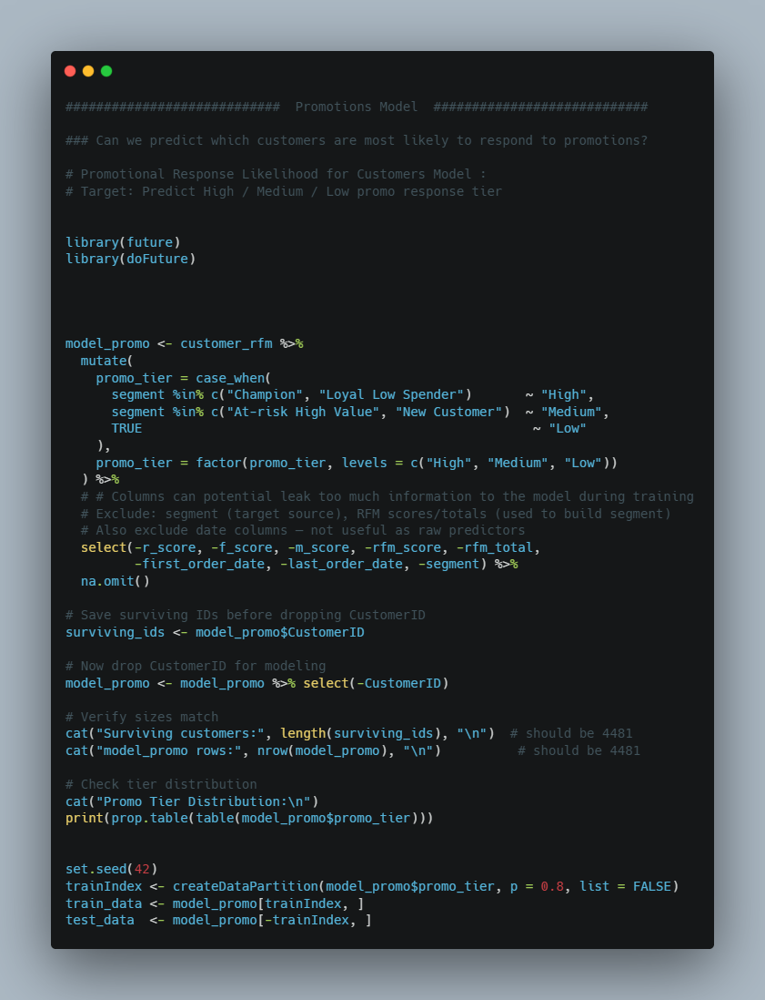 ############################  Promotions Model  ############################
### Can we predict which customers are most likely to respond to promotions?
# Promotional Response Likelihood for Customers Model :
# Target: Predict High / Medium / Low promo response tier
library(future)
library(doFuture)
model_promo <- customer_rfm %>%
  mutate(
    promo_tier = case_when(
      segment %in% c("Champion", "Loyal Low Spender")       ~ "High",
      segment %in% c("At-risk High Value", "New Customer")  ~ "Medium",
      TRUE                                                   ~ "Low"
    ),
    promo_tier = factor(promo_tier, levels = c("High", "Medium", "Low"))
  ) %>%
  # # Columns can potential leak too much information to the model during training
  # Exclude: segment (target source), RFM scores/totals (used to build segment)
  # Also exclude date columns — not useful as raw predictors
  select(-r_score, -f_score, -m_score, -rfm_score, -rfm_total,
         -first_order_date, -last_order_date, -segment) %>%
  na.omit()
# Save surviving IDs before dropping CustomerID
surviving_ids <- model_promo$CustomerID
# Now drop CustomerID for modeling
model_promo <- model_promo %>% select(-CustomerID)
# Verify sizes match
cat("Surviving customers:", length(surviving_ids), "\n")  # should be 4481
cat("model_promo rows:", nrow(model_promo), "\n")          # should be 4481
# Check tier distribution
cat("Promo Tier Distribution:\n")
print(prop.table(table(model_promo$promo_tier)))
set.seed(42)
trainIndex <- createDataPartition(model_promo$promo_tier, p = 0.8, list = FALSE)
train_data <- model_promo[trainIndex, ]
test_data  <- model_promo[-trainIndex, ]